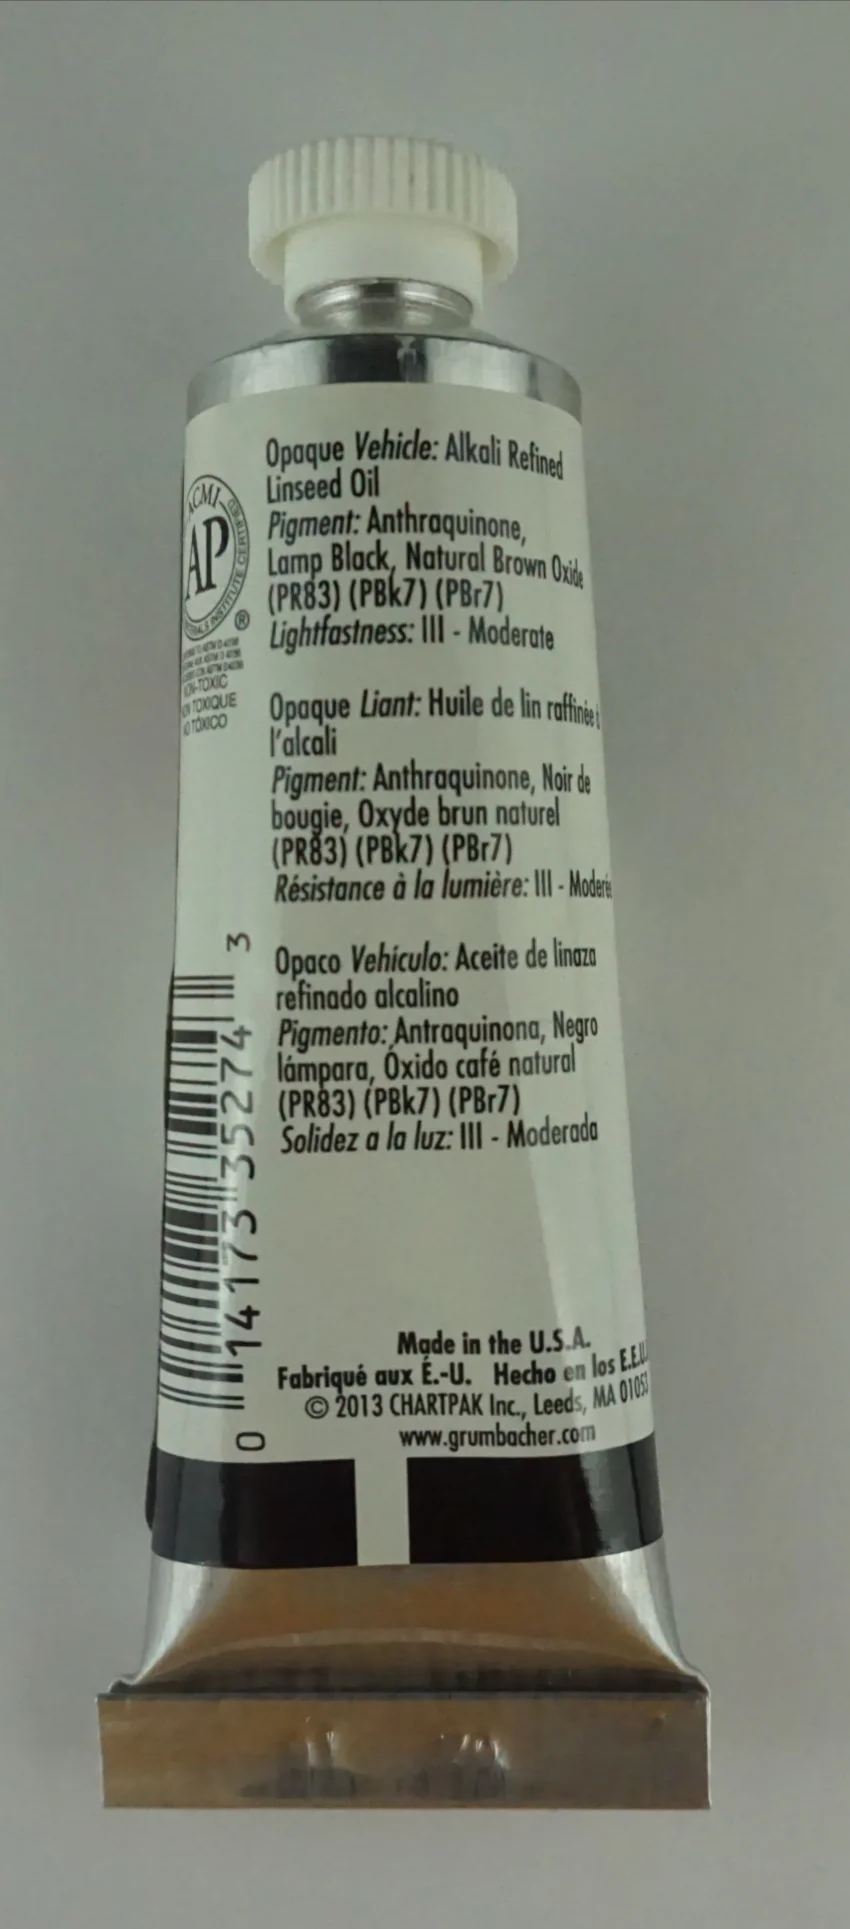 Opaque Vehicle: Alkali Refined
Linseed Oil
Pigment: Anthraquinone,
Lamp Black, Natural Brown Oxide
(PR83) (PBk7) (PBr7)
Lightfastness: III - Moderate
Opaque Liant: Huile de lin raffinée à
l'alcali
Pigment: Anthraquinone, Noir de
bougie, Oxyde brun naturel
(PR83) (PBk7) (PBr7)
Résistance à la lumière: III - Moderée
Opaco Vehículo: Aceite de linaza
refinado alcalino
Pigmento: Antraquinona, Negro
lámpara, Óxido café natural
(PR83) (PBk7) (PBr7)
Solidez a la luz: III - Moderada
ACMI
AP
INSTITUTE CERTIFIED
®
NON-TOXIC
NON TOXIQUE
NO TÓXICO
0 14173 35274 3
Made in the U.S.A.
Fabriqué aux É.-U. Hecho en los E.E.U.
© 2013 CHARTPAK Inc., Leeds, MA 01053
www.grumbacher.com